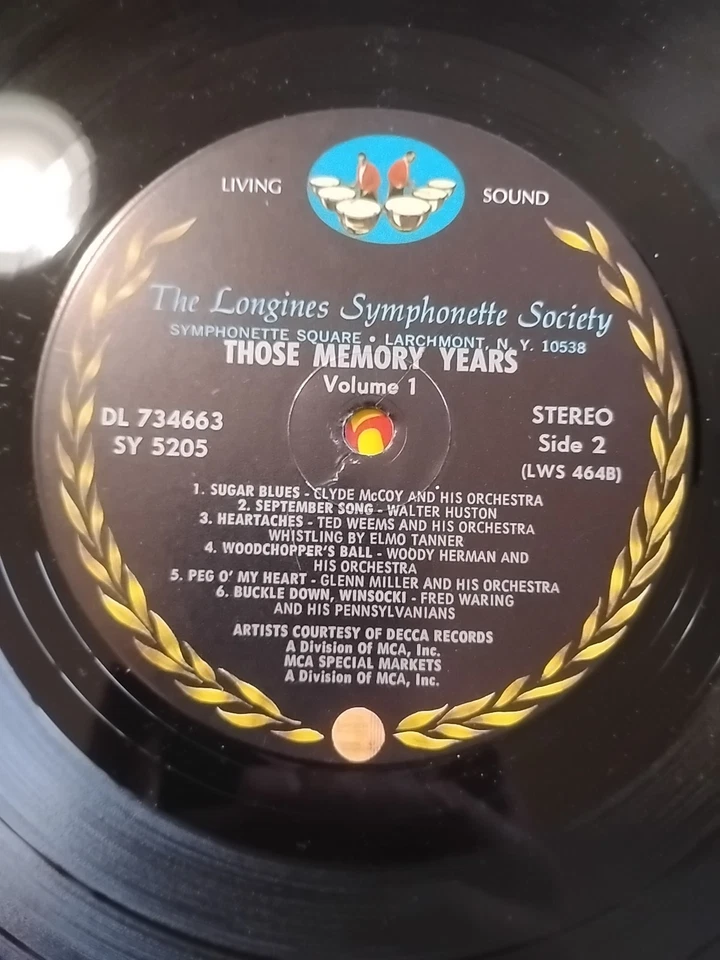 LIVING SOUND
The Longines Symphonette Society
SYMPHONETTE SQUARE • LARCHMONT, N. Y. 10538
THOSE MEMORY YEARS
Volume 1
DL 734663
SY 5205
STEREO
Side 2
(LWS 464B)
1. SUGAR BLUES - CLYDE McCOY AND HIS ORCHESTRA
2. SEPTEMBER SONG - WALTER HUSTON
3. HEARTACHES - TED WEEMS AND HIS ORCHESTRA
WHISTLING BY ELMO TANNER
4. WOODCHOPPER'S BALL - WOODY HERMAN AND
HIS ORCHESTRA
5. PEG O' MY HEART - GLENN MILLER AND HIS ORCHESTRA
6. BUCKLE DOWN, WINSOCKI - FRED WARING
AND HIS PENNSYLVANIANS
ARTISTS COURTESY OF DECCA RECORDS
A Division Of MCA, Inc.
MCA SPECIAL MARKETS
A Division Of MCA, Inc.